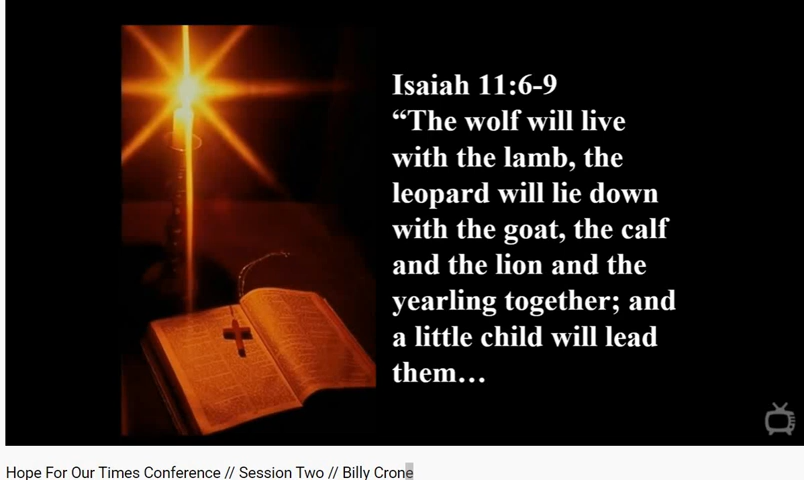 Isaiah 11:6-9
“The wolf will live
with the lamb, the
leopard will lie down
with the goat, the calf
and the lion and the
yearling together; and
a little child will lead
them…
Hope For Our Times Conference // Session Two // Billy Crone